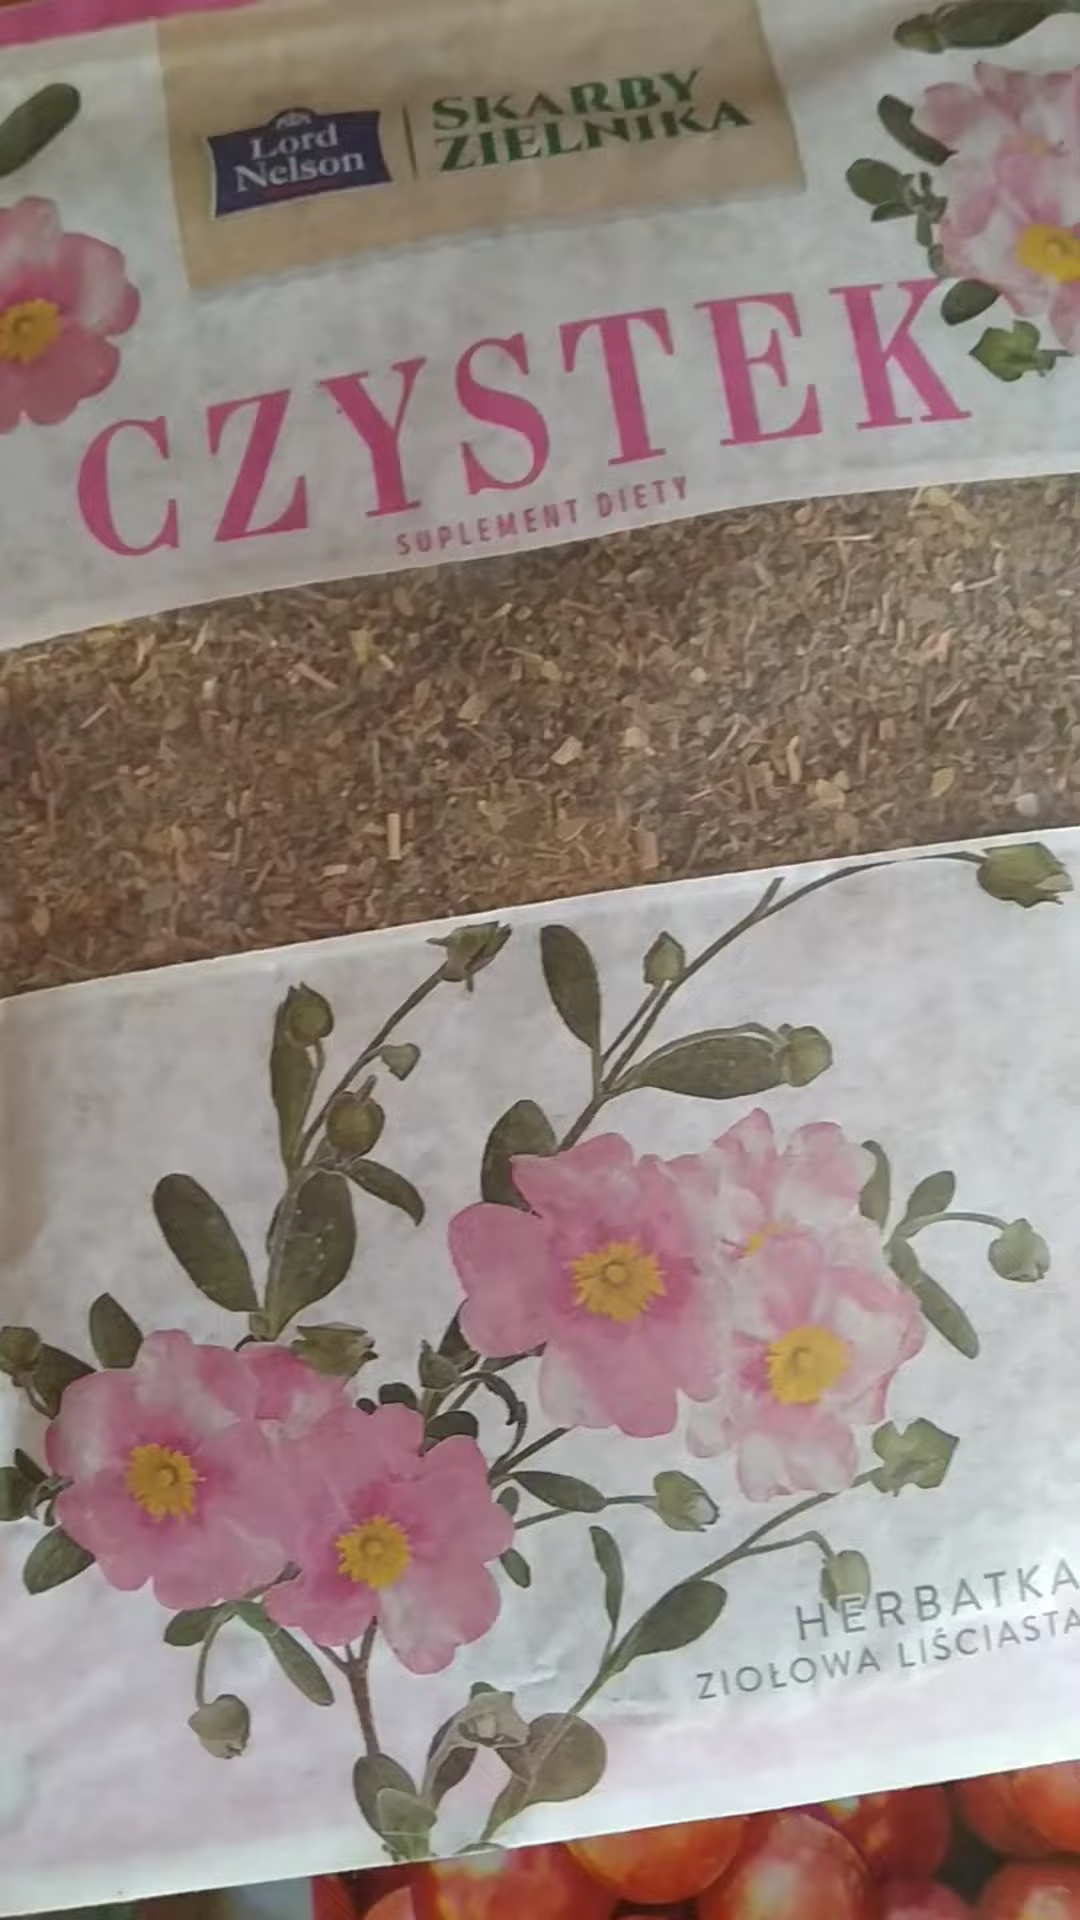 Lord
Nelson
SKARBY
ZIELNIKA
CZYSTEK
SUPLEMENT DIETY
HERBATKA
ZIOŁOWA LIŚCIASTA